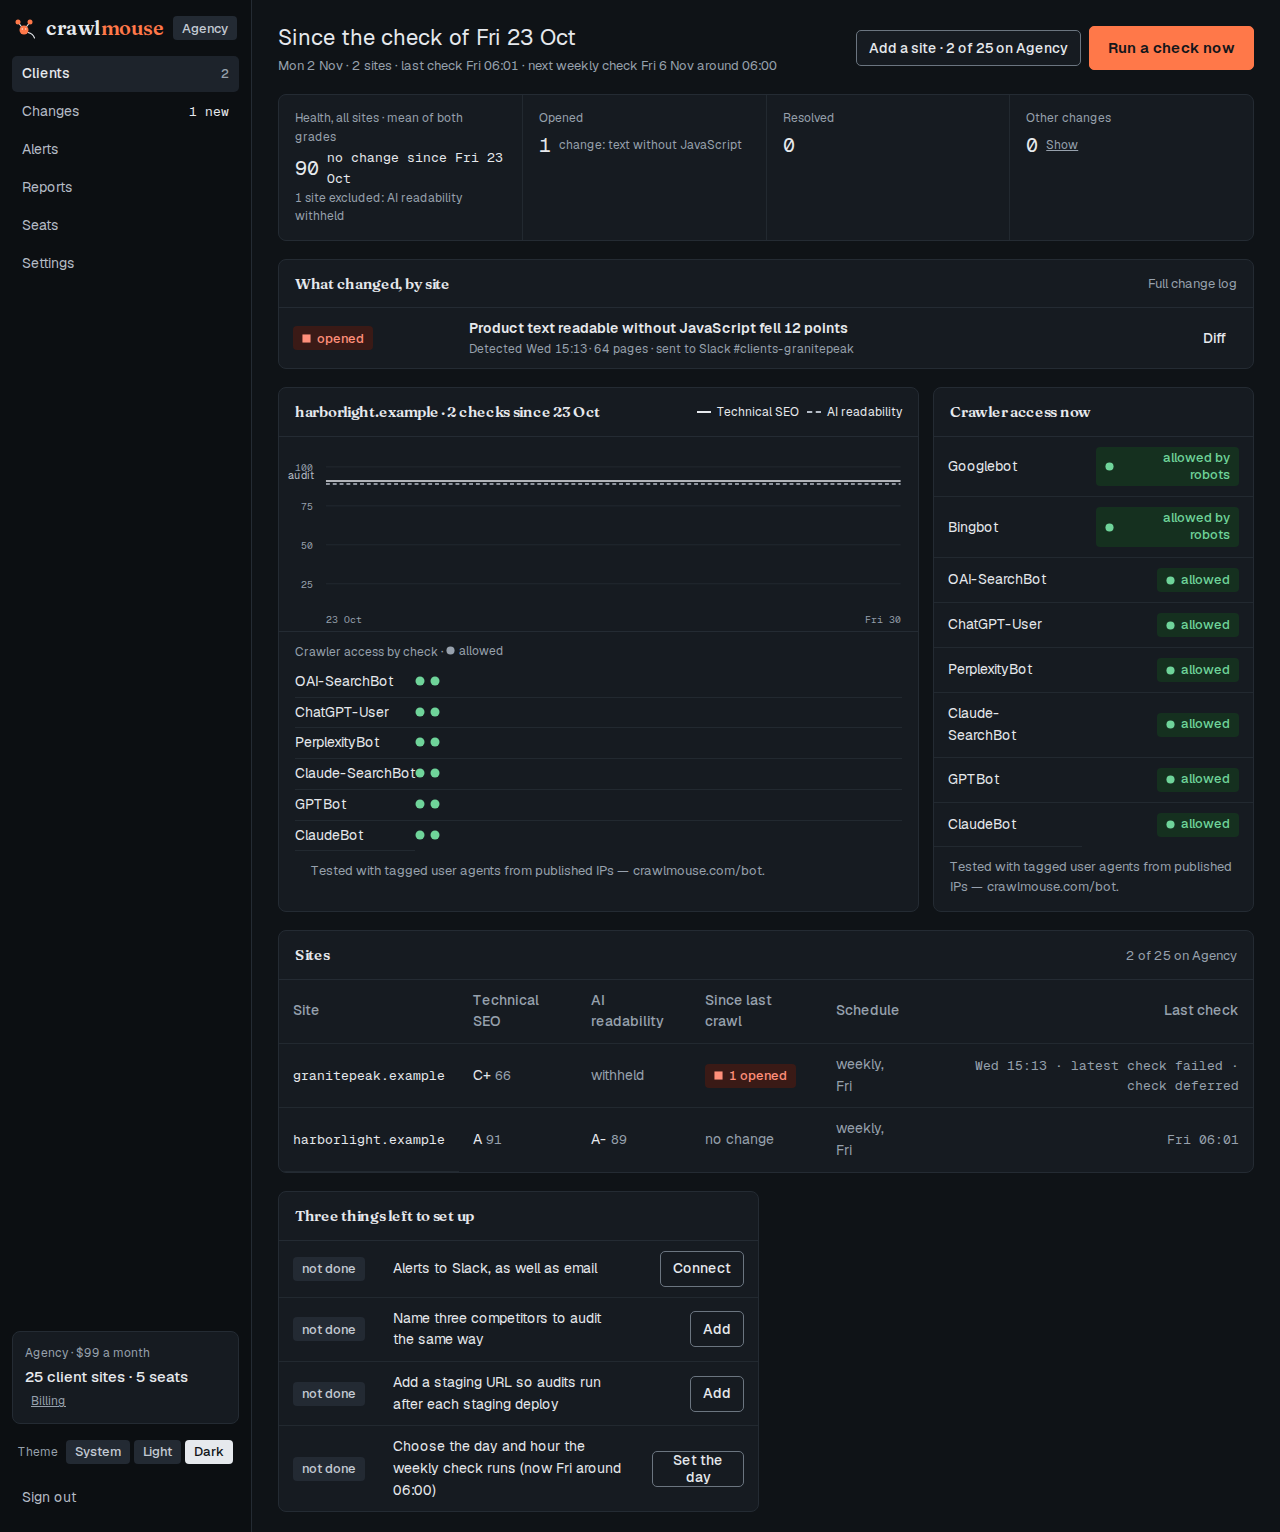 crawlmouse Agency
Clients 2
Changes 1 new
Alerts
Reports
Seats
Settings
Agency · $99 a month
25 client sites · 5 seats
Billing
Theme System Light Dark
Sign out
Since the check of Fri 23 Oct
Mon 2 Nov · 2 sites · last check Fri 06:01 · next weekly check Fri 6 Nov around 06:00
Add a site · 2 of 25 on Agency
Run a check now
Health, all sites · mean of both
grades
90 no change since Fri 23
Oct
1 site excluded: AI readability
withheld
Opened
1 change: text without JavaScript
Resolved
0
Other changes
0 Show
What changed, by site
Full change log
opened
Product text readable without JavaScript fell 12 points
Detected Wed 15:13 · 64 pages · sent to Slack #clients-granitepeak
Diff
harborlight.example · 2 checks since 23 Oct
Technical SEO AI readability
100
audit
75
50
25
23 Oct Fri 30
Crawler access by check · allowed
OAI-SearchBot
ChatGPT-User
PerplexityBot
Claude-SearchBot
GPTBot
ClaudeBot
Tested with tagged user agents from published IPs — crawlmouse.com/bot.
Crawler access now
Googlebot allowed by
robots
Bingbot allowed by
robots
OAI-SearchBot allowed
ChatGPT-User allowed
PerplexityBot allowed
Claude-
SearchBot allowed
GPTBot allowed
ClaudeBot allowed
Tested with tagged user agents from published
IPs — crawlmouse.com/bot.
Sites
2 of 25 on Agency
Site Technical
SEO AI
readability Since last
crawl Schedule Last check
granitepeak.example C+ 66 withheld 1 opened weekly,
Fri Wed 15:13 · latest check failed ·
check deferred
harborlight.example A 91 A- 89 no change weekly,
Fri Fri 06:01
Three things left to set up
not done Alerts to Slack, as well as email Connect
not done Name three competitors to audit
the same way Add
not done Add a staging URL so audits run
after each staging deploy Add
not done Choose the day and hour the
weekly check runs (now Fri around
06:00) Set the
day